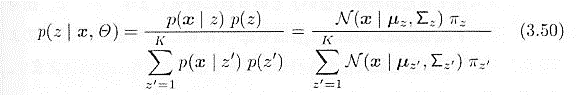 p(z | x, Θ) = p(x | z) p(z) / ∑_{z'=1}^{K} p(x | z') p(z') = 𝒩(x | μ_z, Σ_z) π_z / ∑_{z'=1}^{K} 𝒩(x | μ_{z'}, Σ_{z'}) π_{z'} (3.50)